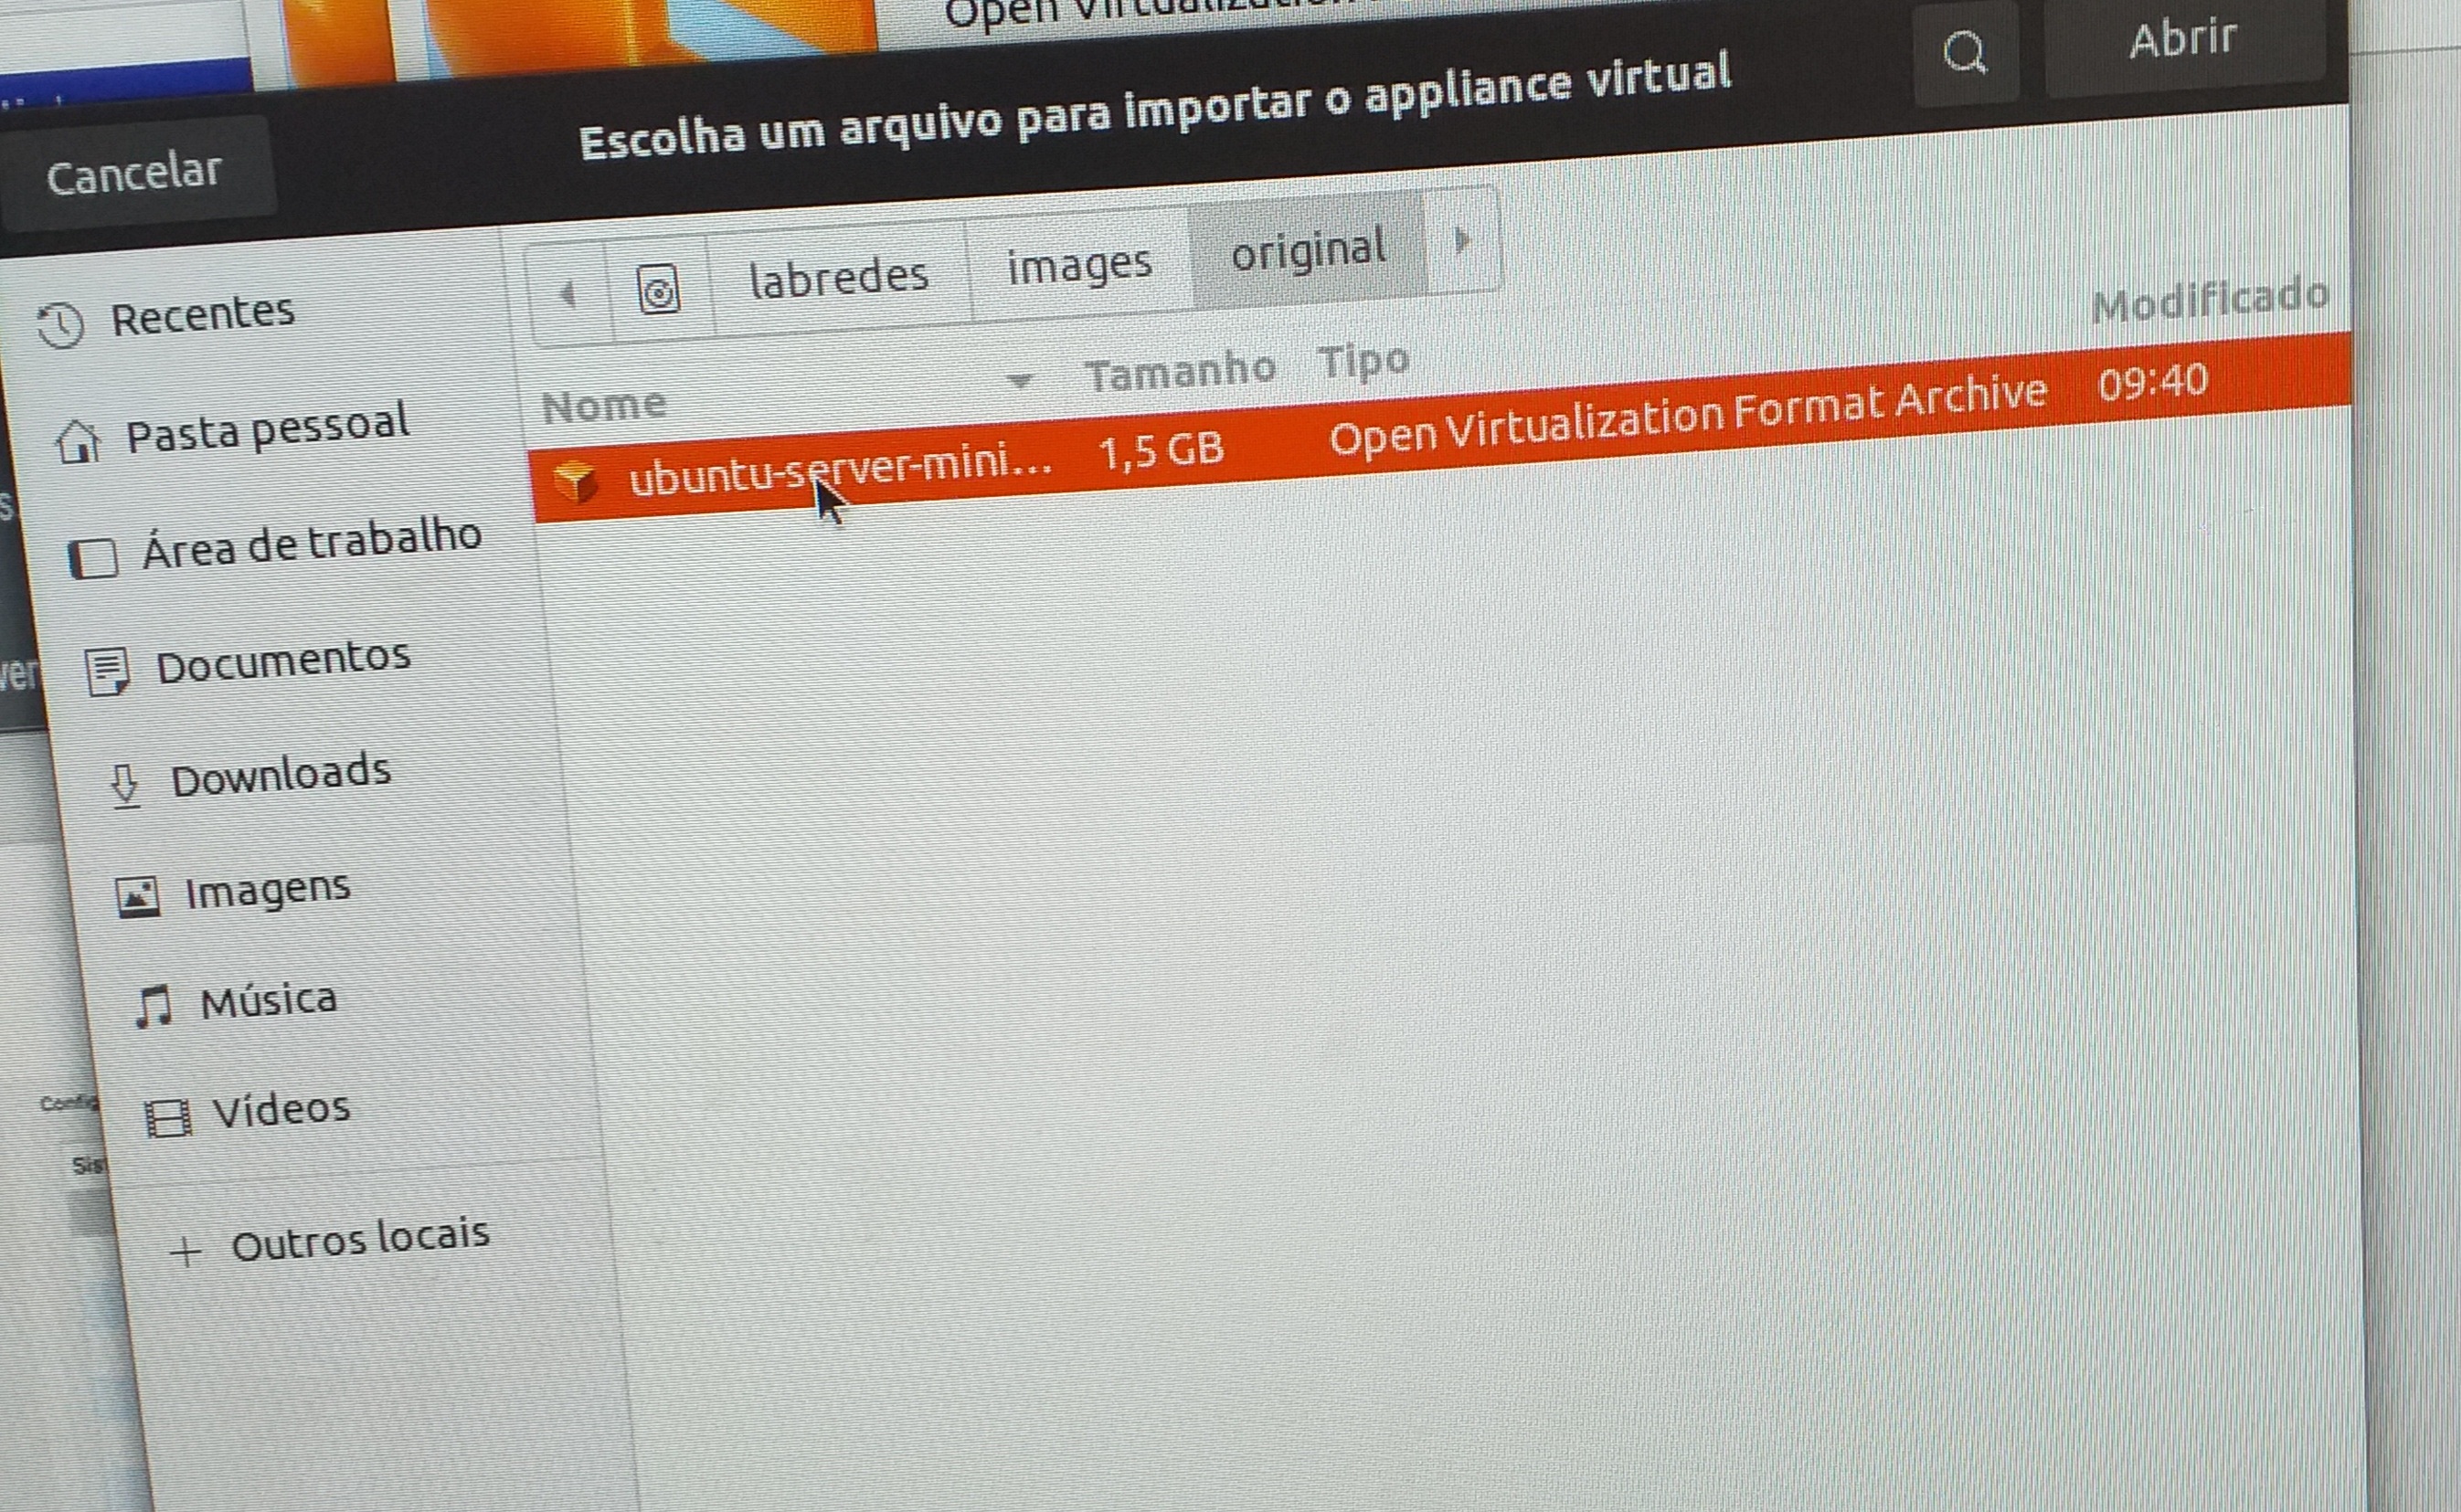 Open
Cancelar
Escolha um arquivo para importar o appliance virtual
Abrir
labredes
images
original
Nome
Tamanho
Tipo
Modificado
ubuntu-server-mini...
1,5 GB
Open Virtualization Format Archive
09:40
Recentes
Pasta pessoal
Área de trabalho
Documentos
Downloads
Imagens
Música
Vídeos
Outros locais